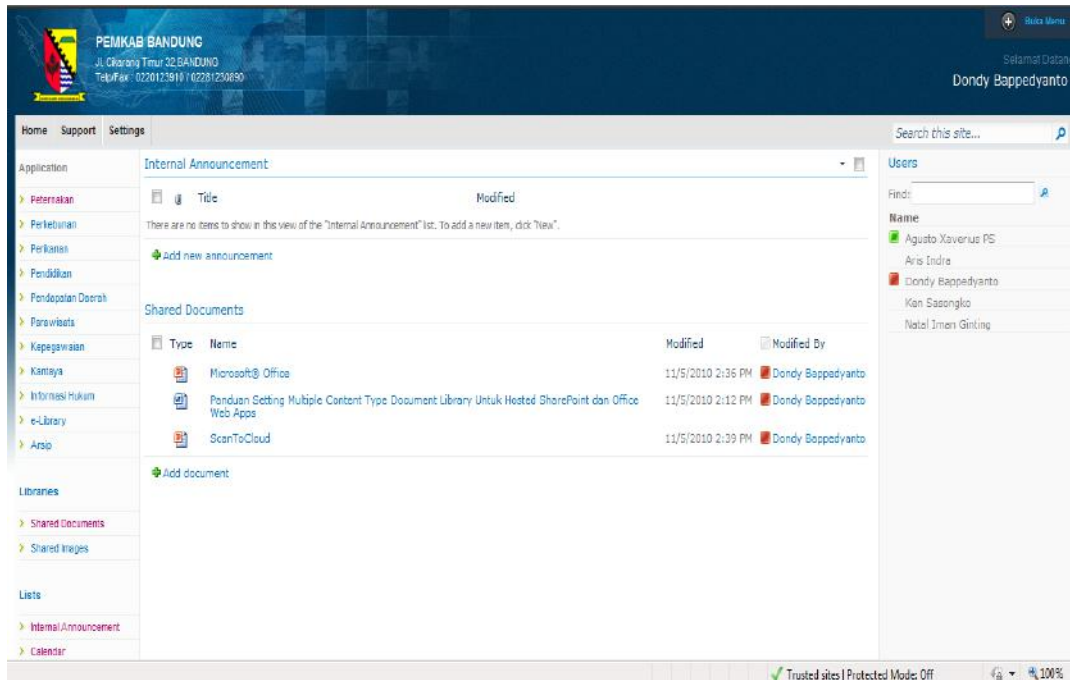 PEMKAB BANDUNG
Jl. Cikarang Timur 32,BANDUNG
Telp/Fax : 0220123910 / 02281230890
Buka Menu
Selamat Datan
Dondy Bappedyanto
Home Support Settings
Search this site...
Application
Peternakan
Perkebunan
Perikanan
Pendidikan
Pendapatan Daerah
Parawisata
Kepegawaian
Kantaya
Informasi Hukum
e-Library
Arsip
Libraries
Shared Documents
Shared Images
Lists
Internal Announcement
Calendar
Internal Announcement
Title Modified
There are no items to show in this view of the "Internal Announcement" list. To add a new item, click "New".
Add new announcement
Shared Documents
Type Name Modified Modified By
Microsoft® Office 11/5/2010 2:36 PM Dondy Bappedyanto
Panduan Setting Multiple Content Type Document Library Untuk Hosted SharePoint dan Office 11/5/2010 2:12 PM Dondy Bappedyanto
Web Apps
ScanToCloud 11/5/2010 2:39 PM Dondy Bappedyanto
Add document
Users
Find:
Name
Agusto Xaverius PS
Aris Indra
Dondy Bappedyanto
Ken Sasongko
Natal Iman Ginting
Trusted sites | Protected Mode: Off
100%